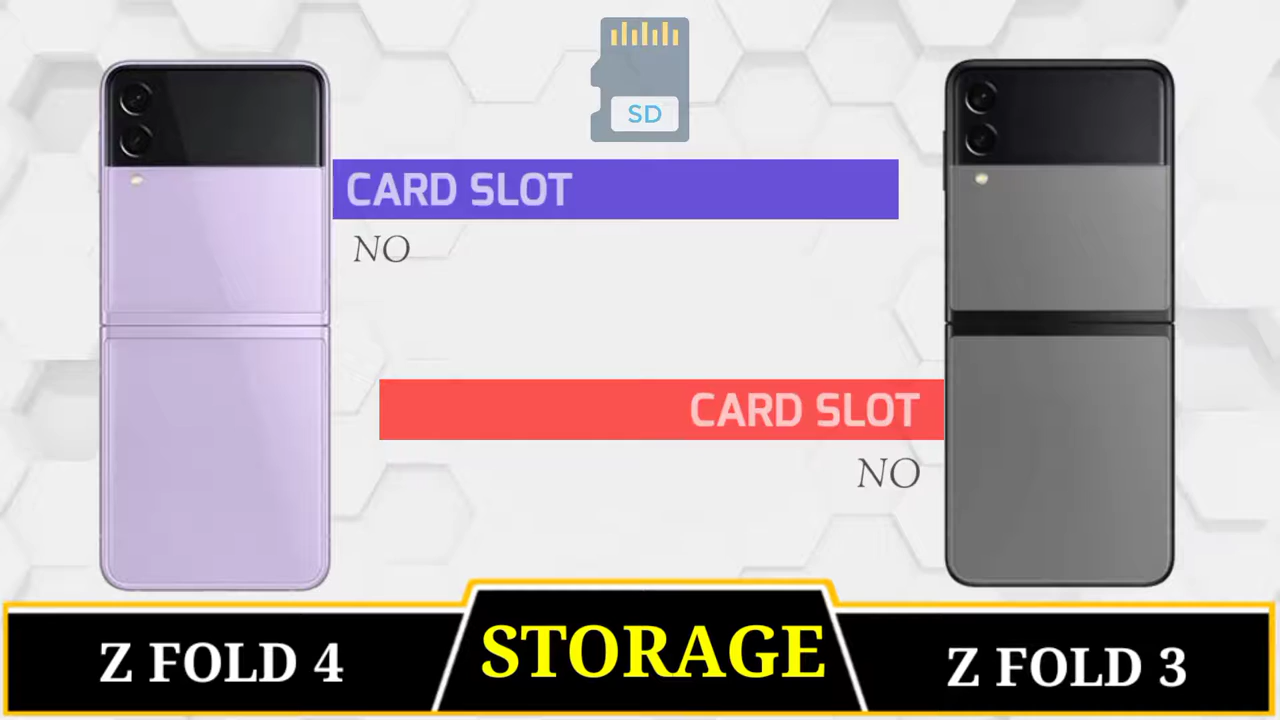 SD
CARD SLOT
NO
CARD SLOT
NO
Z FOLD 4
STORAGE
Z FOLD 3